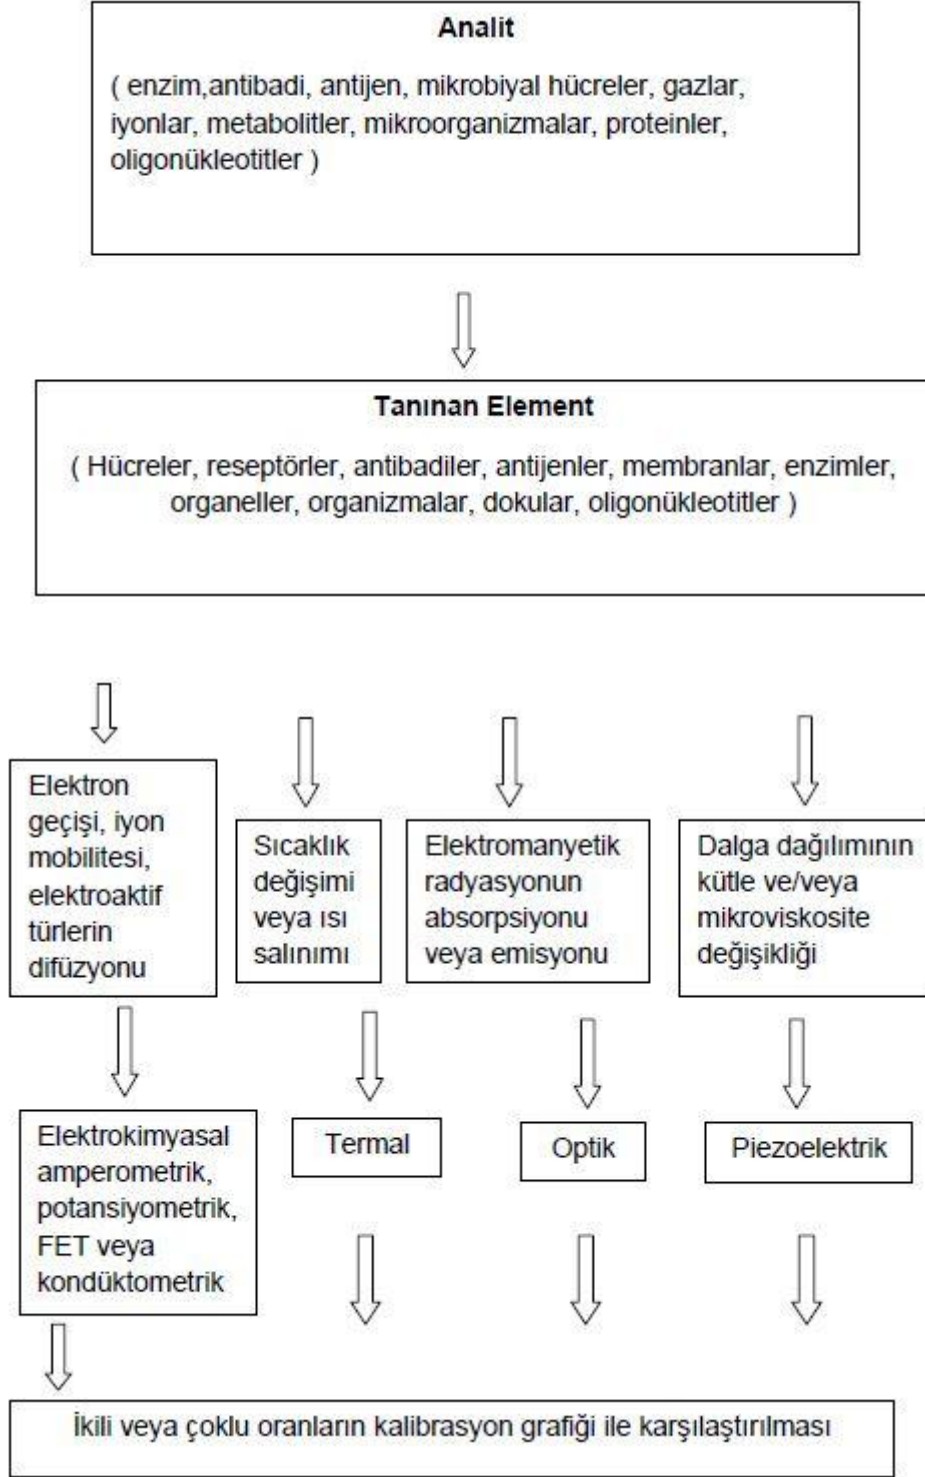 Analit
( enzim,antibadi, antijen, mikrobiyal hücreler, gazlar,
iyonlar, metabolitler, mikroorganizmalar, proteinler,
oligonükleotitler )
Tanınan Element
( Hücreler, reseptörler, antibadiler, antijenler, membranlar, enzimler,
organeller, organizmalar, dokular, oligonükleotitler )
Elektron
geçişi, iyon
mobilitesi,
elektroaktif
türlerin
difüzyonu
Sıcaklık
değişimi
veya ısı
salınımı
Elektromanyetik
radyasyonun
absorpsiyonu
veya emisyonu
Dalga dağılımının
kütle ve/veya
mikroviskosite
değişikliği
Elektrokimyasal
amperometrik,
potansiyometrik,
FET veya
kondüktometrik
Termal
Optik
Piezoelektrik
İkili veya çoklu oranların kalibrasyon grafiği ile karşılaştırılması